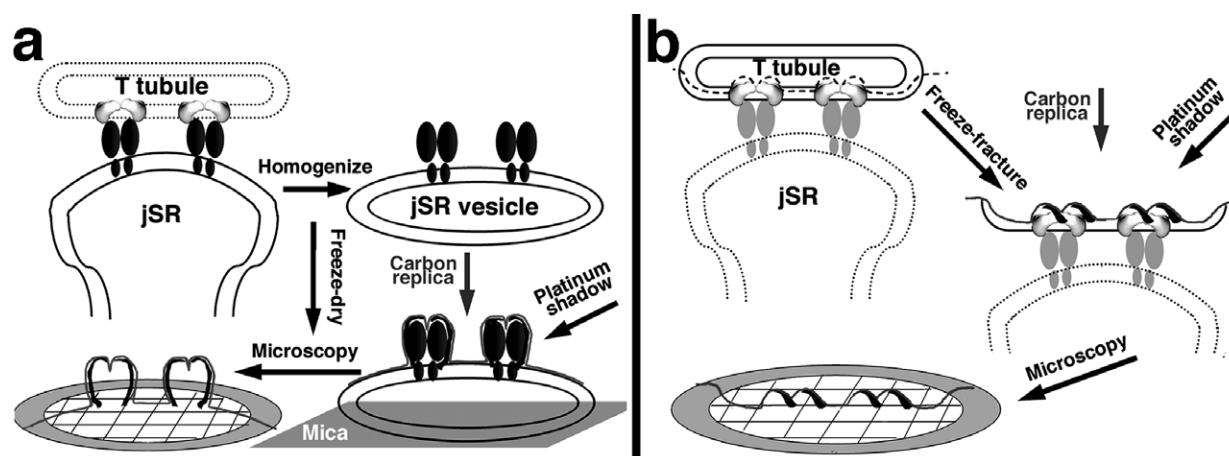 a
T tubule
jSR
Homogenize
jSR vesicle
Freeze-dry
Carbon
replica
Platinum
shadow
Microscopy
Mica
b
T tubule
jSR
Freeze-fracture
Carbon
replica
Platinum
shadow
Microscopy